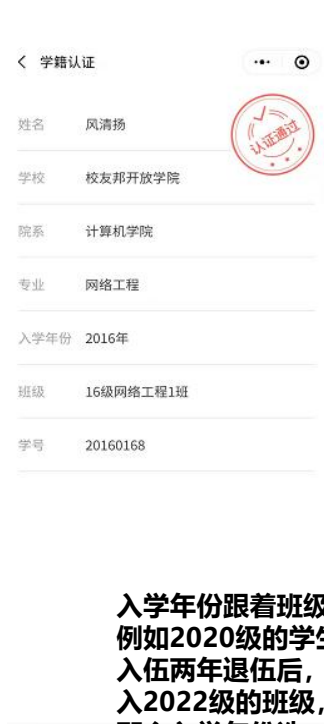 学籍认证
姓名 风清扬
认证通过
学校 校友邦开放学院
院系 计算机学院
专业 网络工程
入学年份 2016年
班级 16级网络工程1班
学号 20160168
入学年份跟着班级
例如2020级的学生
入伍两年退伍后，
入2022级的班级，